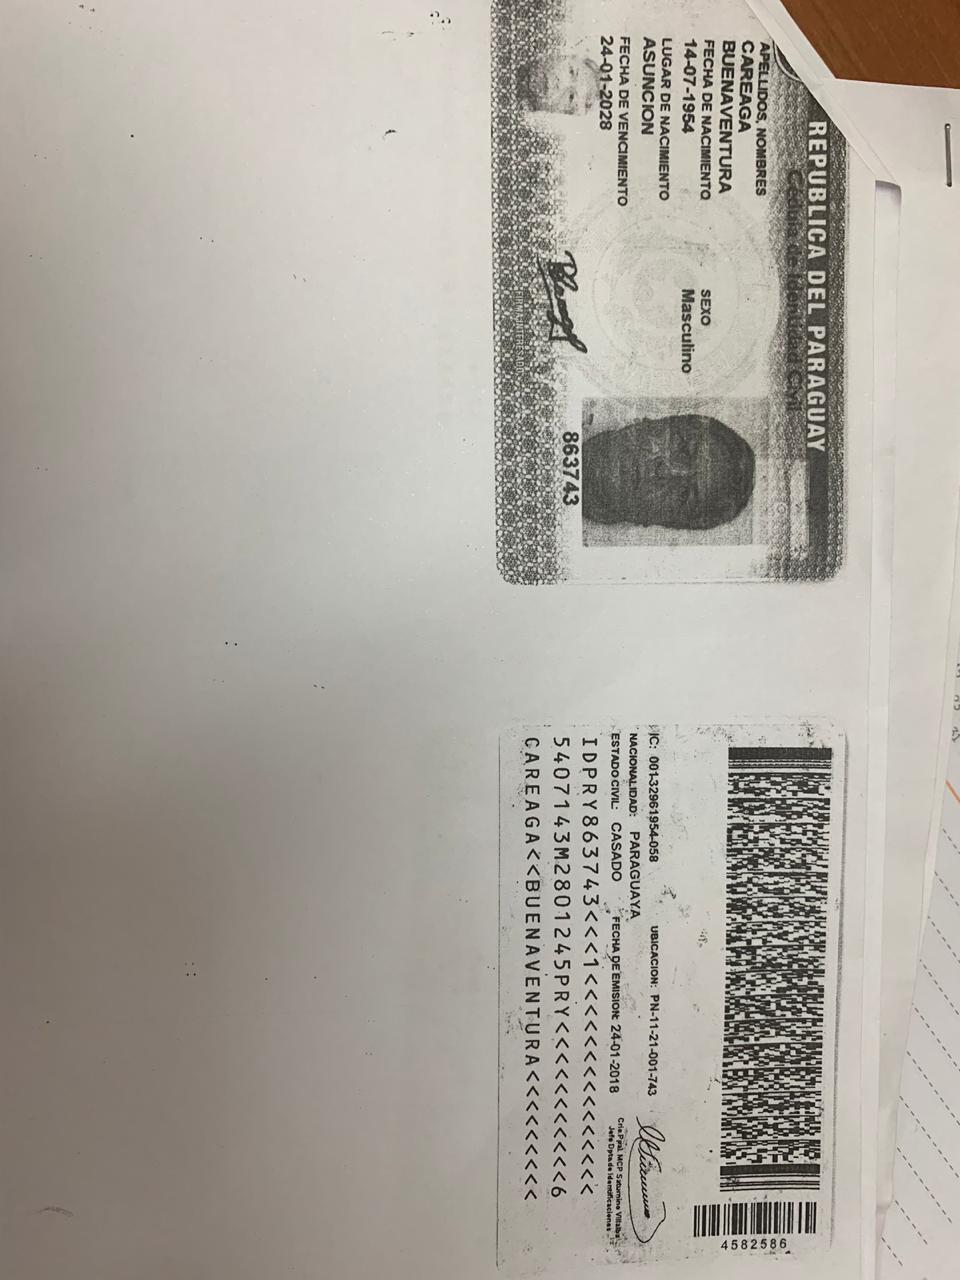 REPUBLICA DEL PARAGUAY
Cédula de Identidad Civil
APELLIDOS, NOMBRES
CAREAGA
BUENAVENTURA
FECHA DE NACIMIENTO
14-07-1954
SEXO
Masculino
LUGAR DE NACIMIENTO
ASUNCION
FECHA DE VENCIMIENTO
24-01-2028
863743
4582586
IC: 001-32961954-058 UBICACION: PN-11-21-001-743
NACIONALIDAD: PARAGUAYA
ESTADO CIVIL: CASADO FECHA DE EMISION: 24-01-2018
Crio. Ppal. MCP Saturnino Villalba
Jefe Dpto de Identificaciones
IDPRY863743<<<1<<<<<<<<<<<<<<<
5407143M2801245PRY<<<<<<<<<<<6
CAREAGA<<BUENAVENTURA<<<<<<<<<